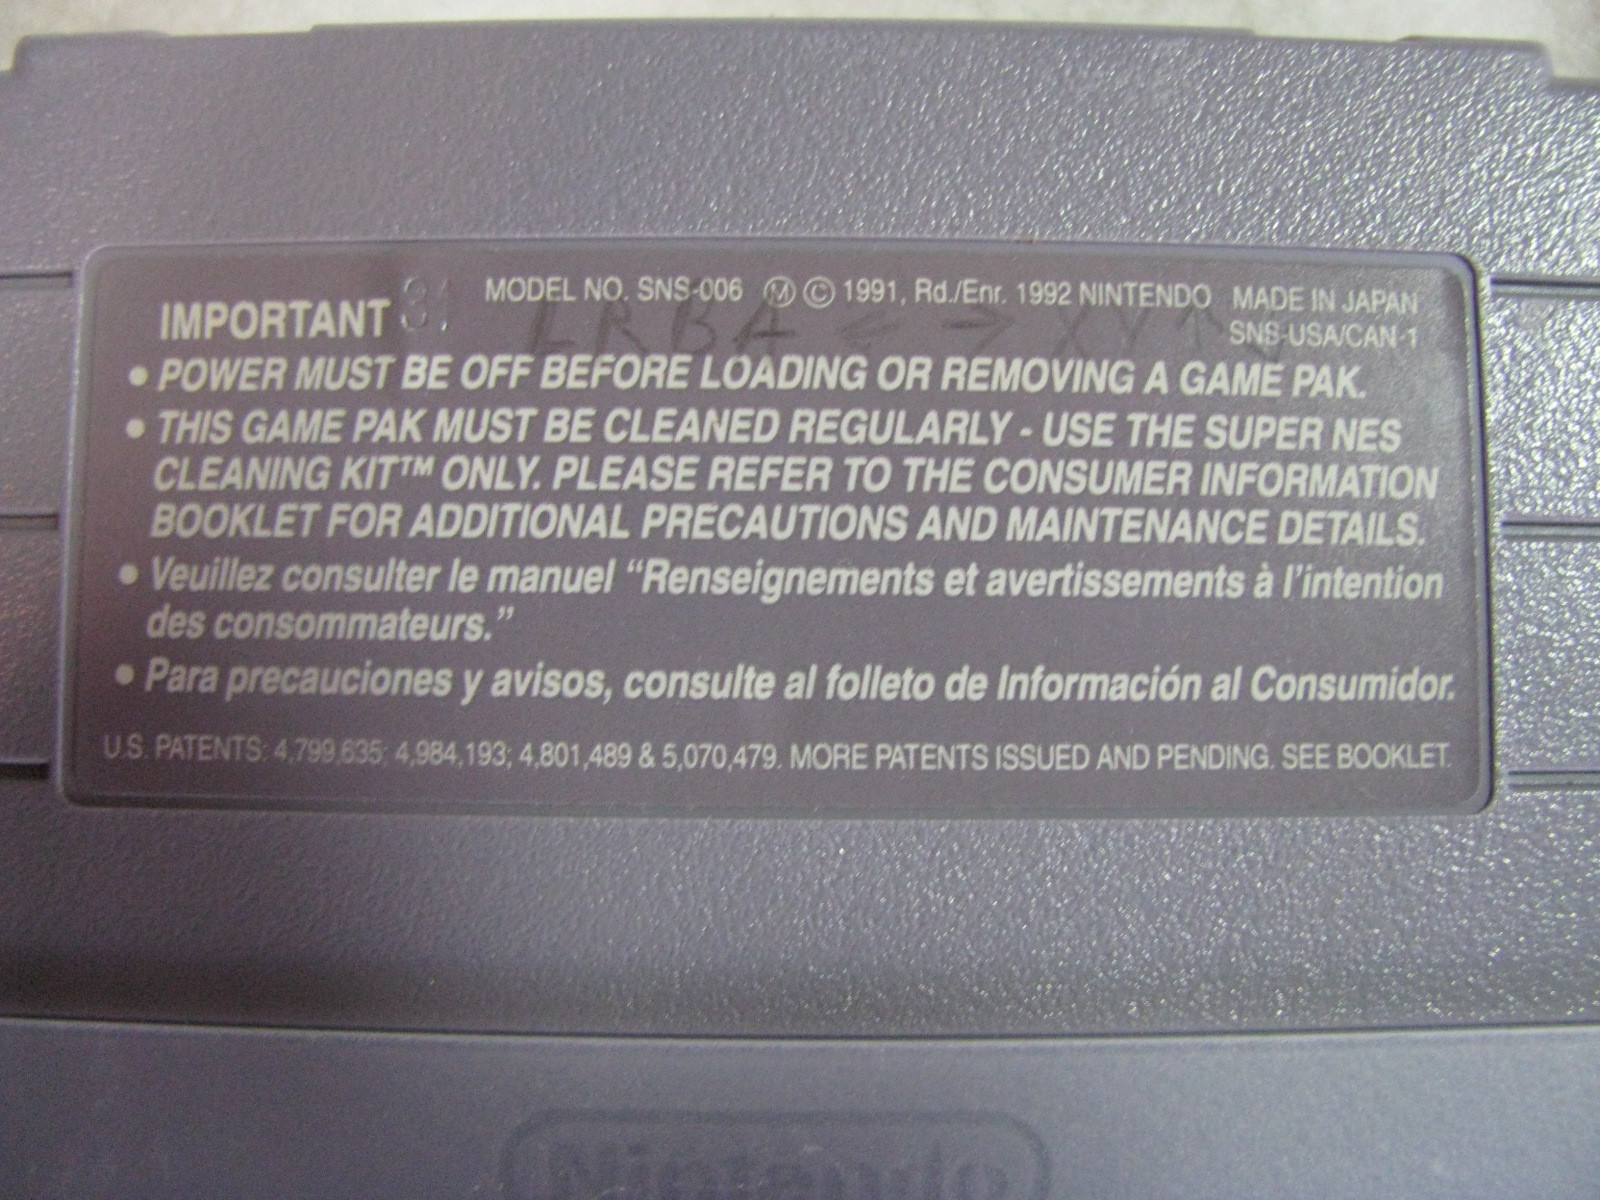 IMPORTANT 31 MODEL NO. SNS-006 Ⓜ © 1991, Rd./Enr. 1992 NINTENDO MADE IN JAPAN
SNS-USA/CAN-1
L R B A ← → X Y ↑
• POWER MUST BE OFF BEFORE LOADING OR REMOVING A GAME PAK.
• THIS GAME PAK MUST BE CLEANED REGULARLY - USE THE SUPER NES
CLEANING KIT™ ONLY. PLEASE REFER TO THE CONSUMER INFORMATION
BOOKLET FOR ADDITIONAL PRECAUTIONS AND MAINTENANCE DETAILS.
• Veuillez consulter le manuel “Renseignements et avertissements à l’intention
des consommateurs.”
• Para precauciones y avisos, consulte al folleto de Información al Consumidor.
U.S. PATENTS: 4,799,635; 4,984,193; 4,801,489 & 5,070,479. MORE PATENTS ISSUED AND PENDING. SEE BOOKLET.
Nintendo